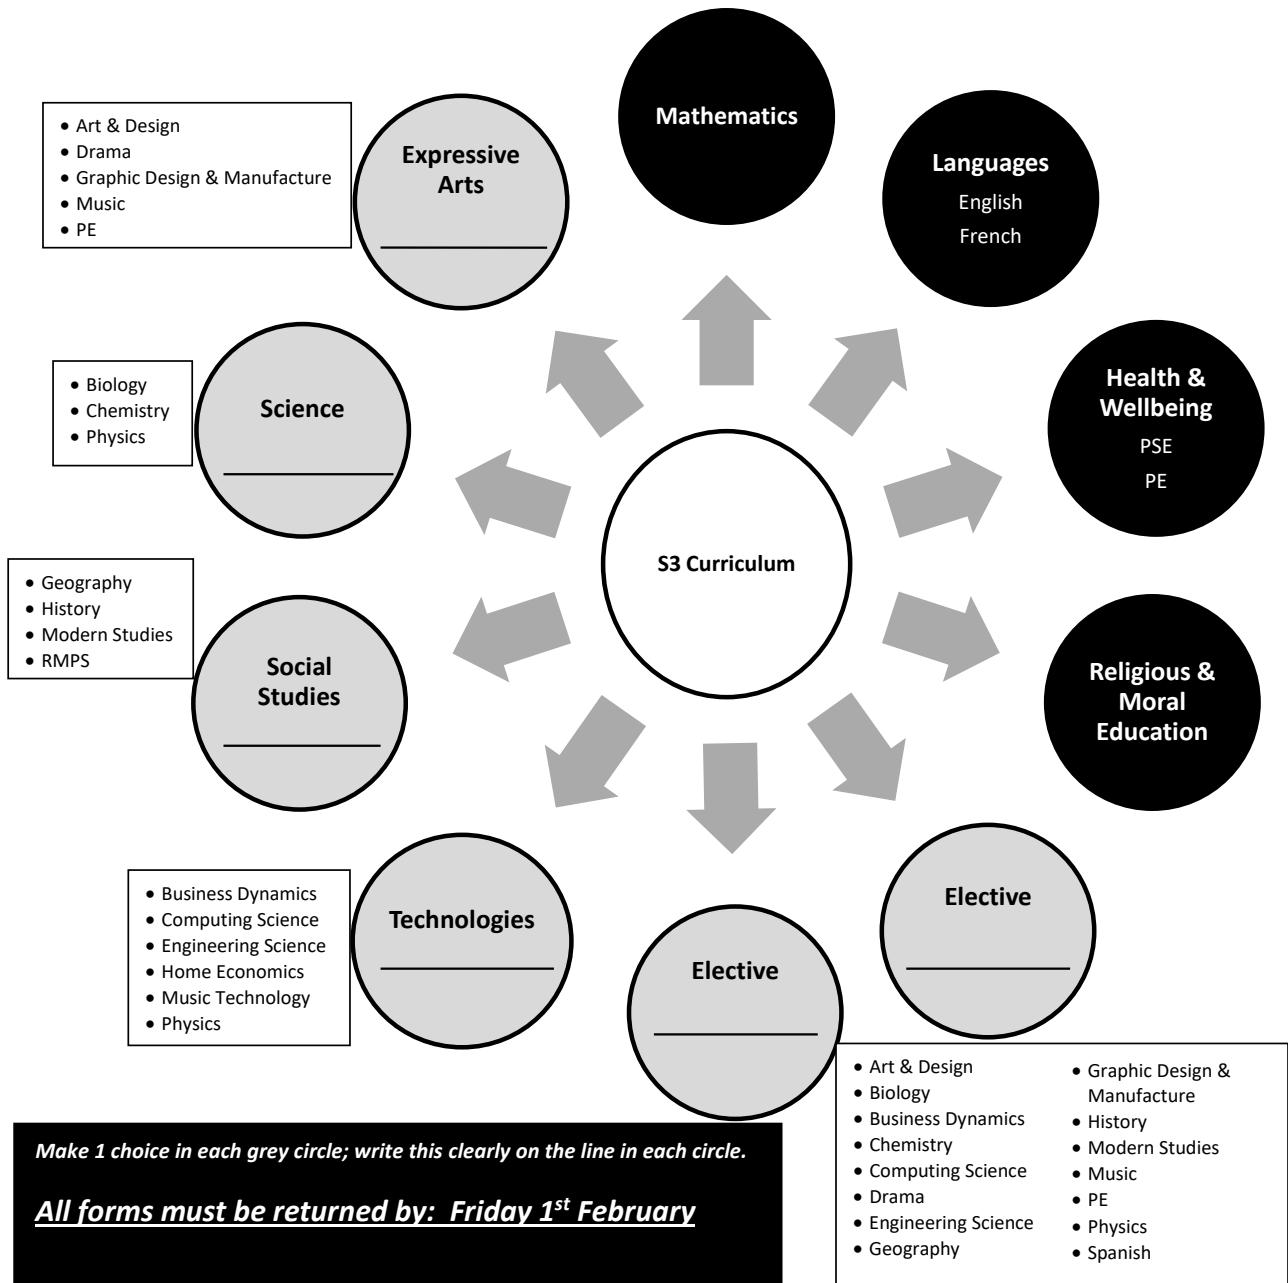 Mathematics
Languages
English
French
Health &
Wellbeing
PSE
PE
Religious &
Moral
Education
Elective
Elective
• Art & Design
• Biology
• Business Dynamics
• Chemistry
• Computing Science
• Drama
• Engineering Science
• Geography
• Graphic Design &
Manufacture
• History
• Modern Studies
• Music
• PE
• Physics
• Spanish
Technologies
• Business Dynamics
• Computing Science
• Engineering Science
• Home Economics
• Music Technology
• Physics
Social
Studies
• Geography
• History
• Modern Studies
• RMPS
Science
• Biology
• Chemistry
• Physics
Expressive
Arts
• Art & Design
• Drama
• Graphic Design & Manufacture
• Music
• PE
S3 Curriculum
Make 1 choice in each grey circle; write this clearly on the line in each circle.
All forms must be returned by: Friday 1st February